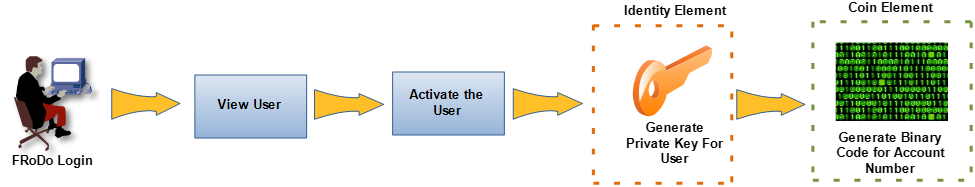 Identity Element
Coin Element
FRoDo Login
View User
Activate the
User
Generate
Private Key For
User
Generate Binary
Code for Account
Number